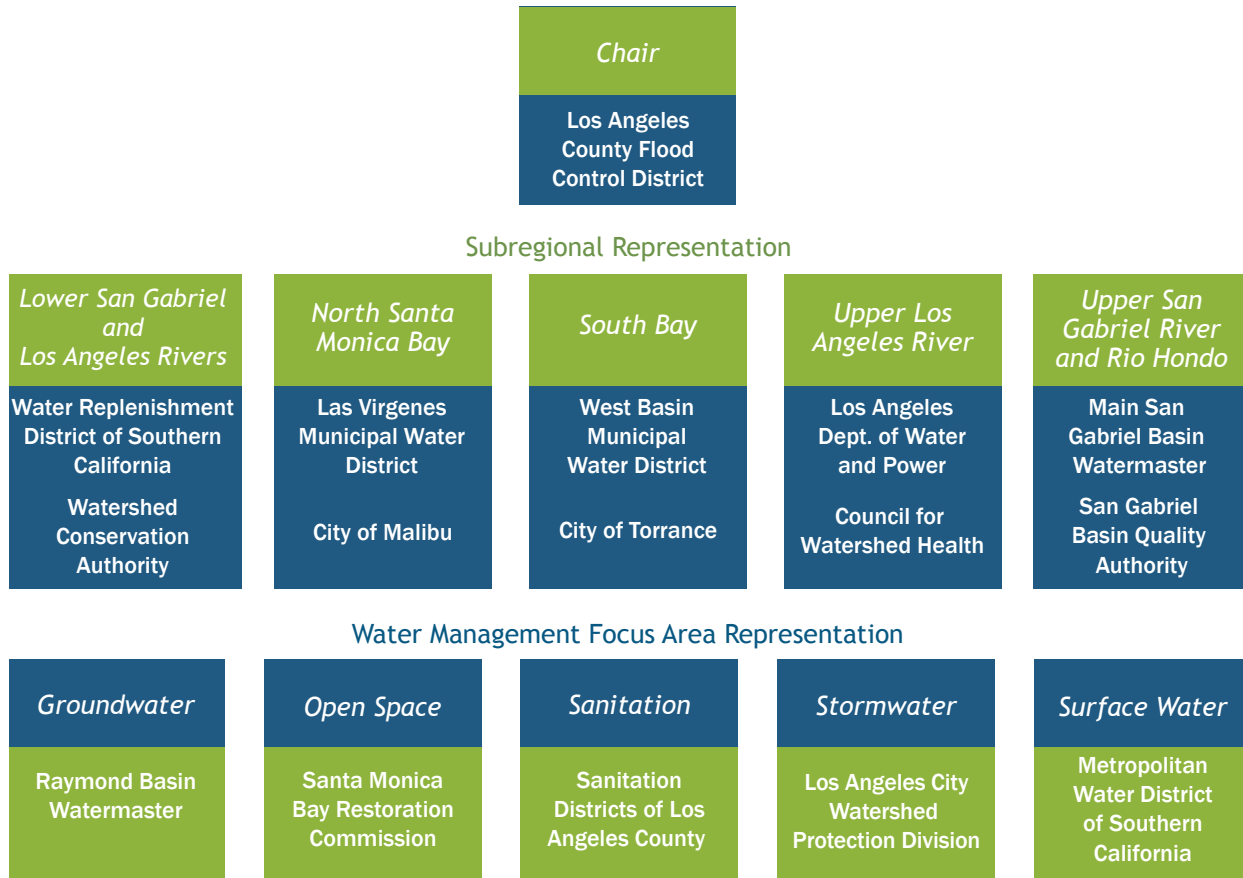 Chair
Los Angeles
County Flood
Control District
Subregional Representation
Lower San Gabriel
and
Los Angeles Rivers
Water Replenishment
District of Southern
California
Watershed
Conservation
Authority
North Santa
Monica Bay
Las Virgenes
Municipal Water
District
City of Malibu
South Bay
West Basin
Municipal
Water District
City of Torrance
Upper Los
Angeles River
Los Angeles
Dept. of Water
and Power
Council for
Watershed Health
Upper San
Gabriel River
and Rio Hondo
Main San
Gabriel Basin
Watermaster
San Gabriel
Basin Quality
Authority
Water Management Focus Area Representation
Groundwater
Raymond Basin
Watermaster
Open Space
Santa Monica
Bay Restoration
Commission
Sanitation
Sanitation
Districts of Los
Angeles County
Stormwater
Los Angeles City
Watershed
Protection Division
Surface Water
Metropolitan
Water District
of Southern
California